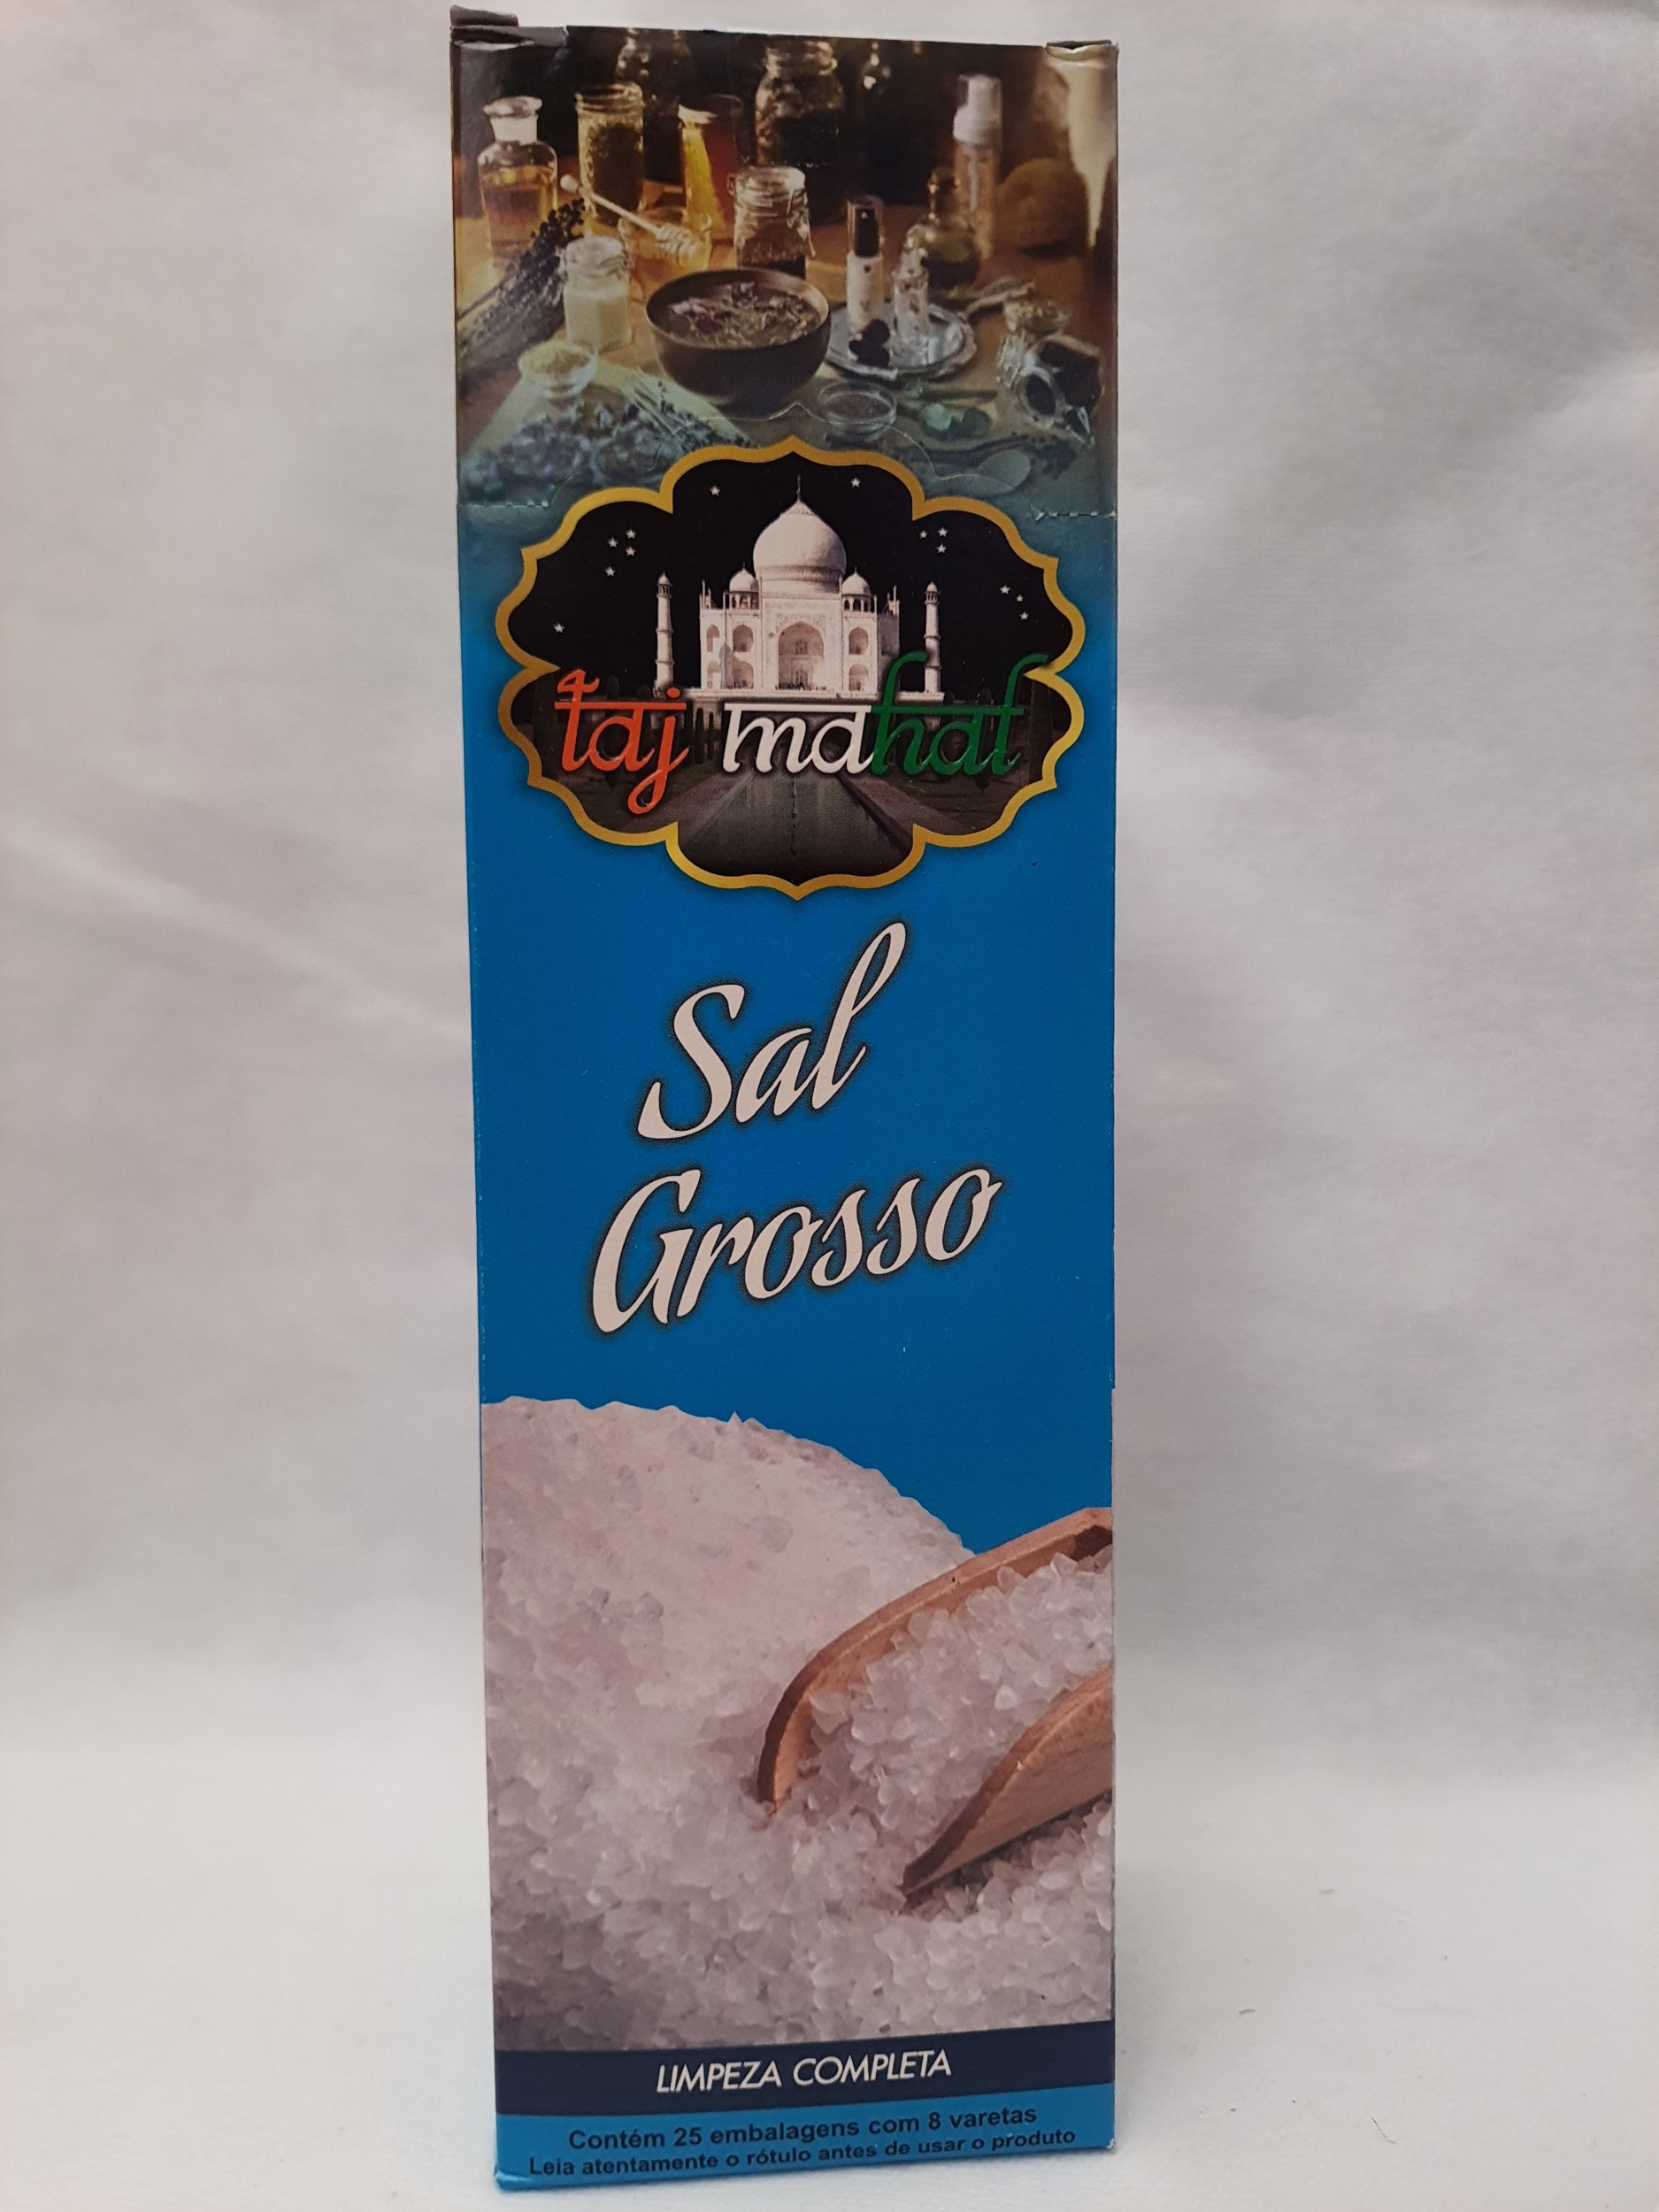 taj mahal
Sal
Grosso
LIMPEZA COMPLETA
Contém 25 embalagens com 8 varetas
Leia atentamente o rótulo antes de usar o produto